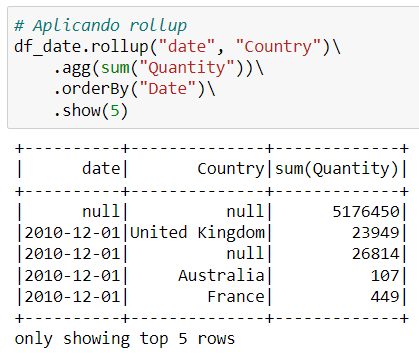 # Aplicando rollup
df_date.rollup("date", "Country")\
    .agg(sum("Quantity"))\
    .orderBy("Date")\
    .show(5)
+----------+--------------+-------------+
|      date|       Country|sum(Quantity)|
+----------+--------------+-------------+
|      null|          null|      5176450|
|2010-12-01|United Kingdom|        23949|
|2010-12-01|          null|        26814|
|2010-12-01|     Australia|          107|
|2010-12-01|        France|          449|
+----------+--------------+-------------+
only showing top 5 rows